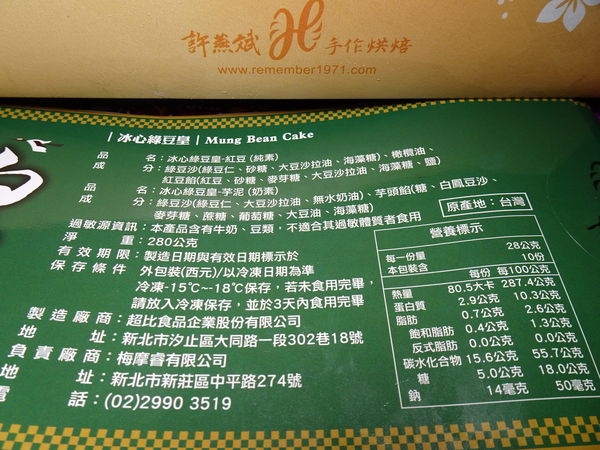 許燕斌 手作烘焙
www.remember1971.com
冰心綠豆皇 | Mung Bean Cake
品 名：冰心綠豆皇-紅豆 (純素)
成 分：綠豆沙(綠豆仁、砂糖、大豆沙拉油、海藻糖)、橄欖油、
紅豆餡(紅豆、砂糖、麥芽糖、大豆沙拉油、海藻糖、鹽)
品 名：冰心綠豆皇-芋泥 (奶素)
成 分：綠豆沙(綠豆仁、大豆沙拉油、無水奶油)、芋頭餡(糖、白鳳豆沙、
麥芽糖、蔗糖、葡萄糖、大豆油、海藻糖)
過敏源資訊：本產品含有牛奶、豆類，不適合其過敏體質者食用
淨 重：280公克
有效期限：製造日期與有效日期標示於
外包裝(西元)/以冷凍日期為準
保存條件 冷凍-15℃~-18℃保存，若未食用完畢，
請放入冷凍保存，並於3天內食用完畢
製造廠商：超比食品企業股份有限公司
地 址：新北市汐止區大同路一段302巷18號
負責廠商：梅摩睿有限公司
地 址：新北市新莊區中平路274號
電 話：(02)2990 3519
原產地：台灣
營養標示
每一份量 28公克
本包裝含 10份
每份 每100公克
熱量 80.5大卡 287.4公克
蛋白質 2.9公克 10.3公克
脂肪 0.7公克 2.6公克
飽和脂肪 0.4公克 1.3公克
反式脂肪 0.0公克 0.0公克
碳水化合物 15.6公克 55.7公克
糖 5.0公克 18.0公克
鈉 14毫克 50毫克